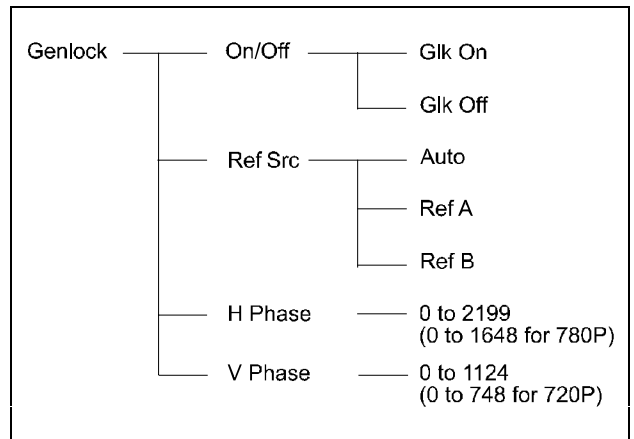 Genlock On/Off Glk On
Glk Off
Ref Src Auto
Ref A
Ref B
H Phase 0 to 2199
(0 to 1648 for 780P)
V Phase 0 to 1124
(0 to 748 for 720P)